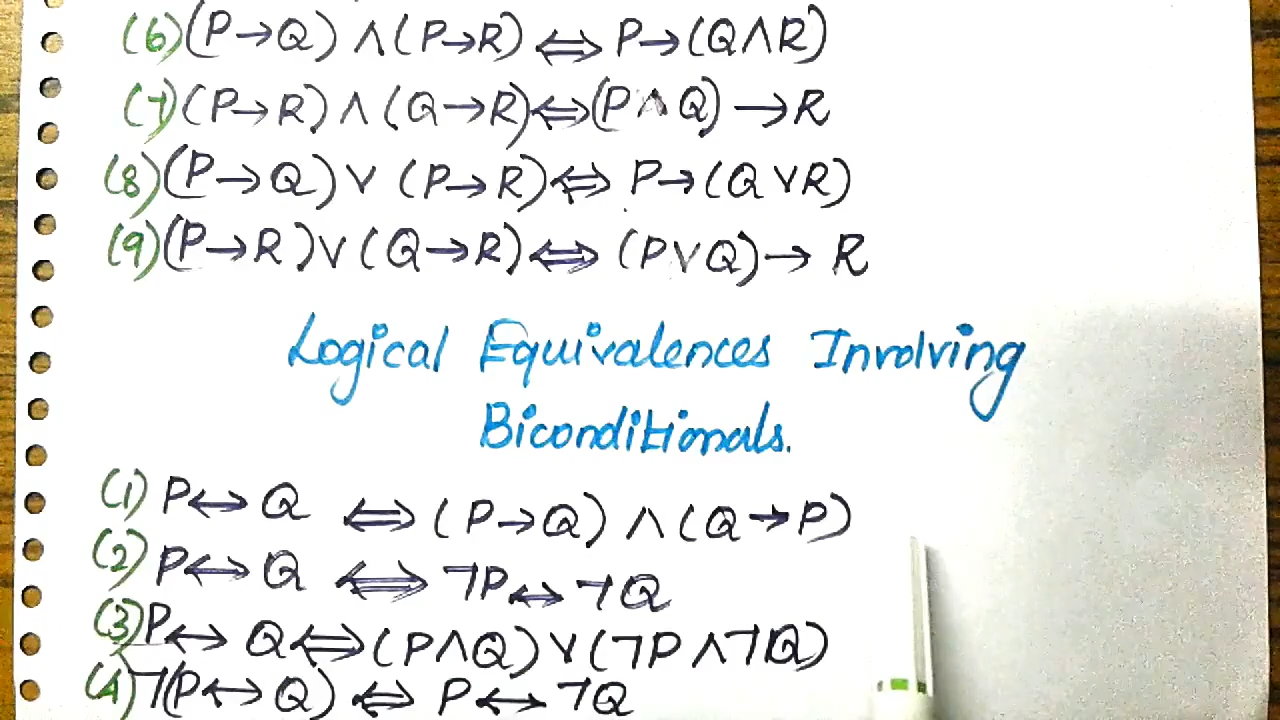 (6) (P→Q) ∧ (P→R) ⇔ P→(Q∧R)
(7) (P→R) ∧ (Q→R) ⇔ (P∧Q) → R
(8) (P→Q) ∨ (P→R) ⇔ P→(Q∨R)
(9) (P→R) ∨ (Q→R) ⇔ (P∨Q) → R
Logical Equivalences Involving
Biconditionals.
(1) P↔Q ⇔ (P→Q) ∧ (Q→P)
(2) P↔Q ⇔ ¬P↔¬Q
(3) P↔Q ⇔ (P∧Q) ∨ (¬P∧¬Q)
(4) ¬(P↔Q) ⇔ P↔¬Q